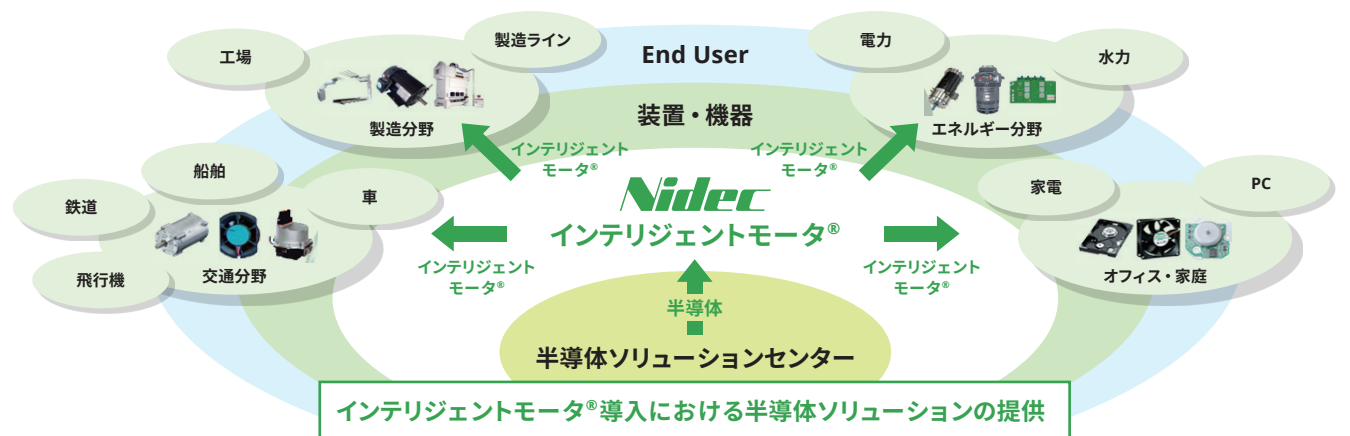 End User
装置・機器
工場
製造ライン
製造分野
電力
水力
エネルギー分野
船舶
鉄道
車
飛行機
交通分野
家電
PC
オフィス・家庭
インテリジェント
モータ®
インテリジェント
モータ®
Nidec
インテリジェントモータ®
インテリジェント
モータ®
インテリジェント
モータ®
半導体
半導体ソリューションセンター
インテリジェントモータ®導入における半導体ソリューションの提供